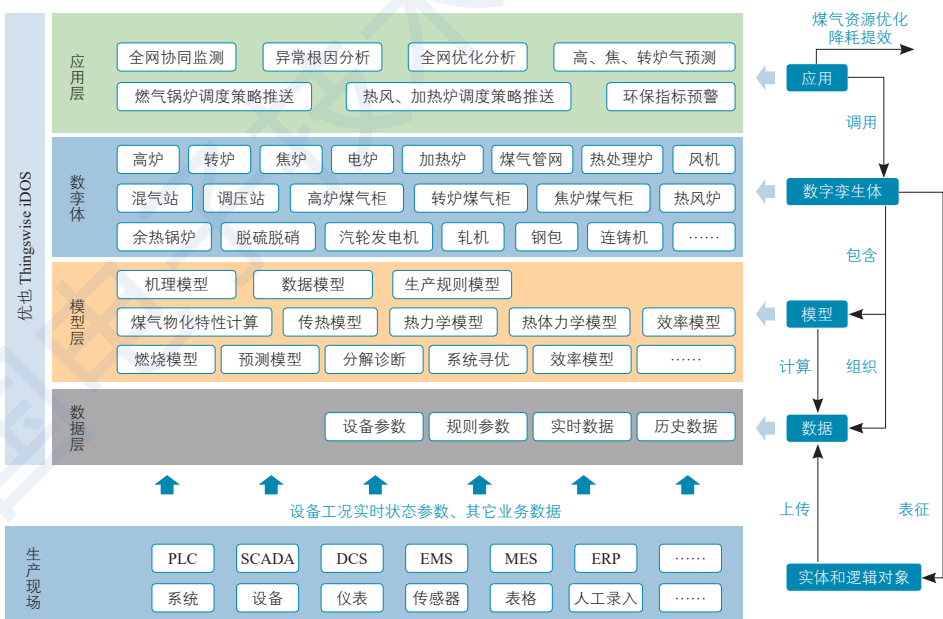 优也 Thingswise iDOS
应用层
全网协同监测 异常根因分析 全网优化分析 高、焦、转炉气预测
燃气锅炉调度策略推送 热风、加热炉调度策略推送 环保指标预警
数孪体
高炉 转炉 焦炉 电炉 加热炉 煤气管网 热处理炉 风机
混气站 调压站 高炉煤气柜 转炉煤气柜 焦炉煤气柜 热风炉
余热锅炉 脱硫脱硝 汽轮发电机 轧机 钢包 连铸机 ······
模型层
机理模型 数据模型 生产规则模型
煤气物化特性计算 传热模型 热力学模型 热体力学模型 效率模型
燃烧模型 预测模型 分解诊断 系统寻优 效率模型 ······
数据层
设备参数 规则参数 实时数据 历史数据
设备工况实时状态参数、其它业务数据
生产现场
PLC SCADA DCS EMS MES ERP ······
系统 设备 仪表 传感器 表格 人工录入 ······
煤气资源优化
降耗提效
应用
调用
数字孪生体
包含
模型
计算 组织
数据
上传 表征
实体和逻辑对象
国电子技术